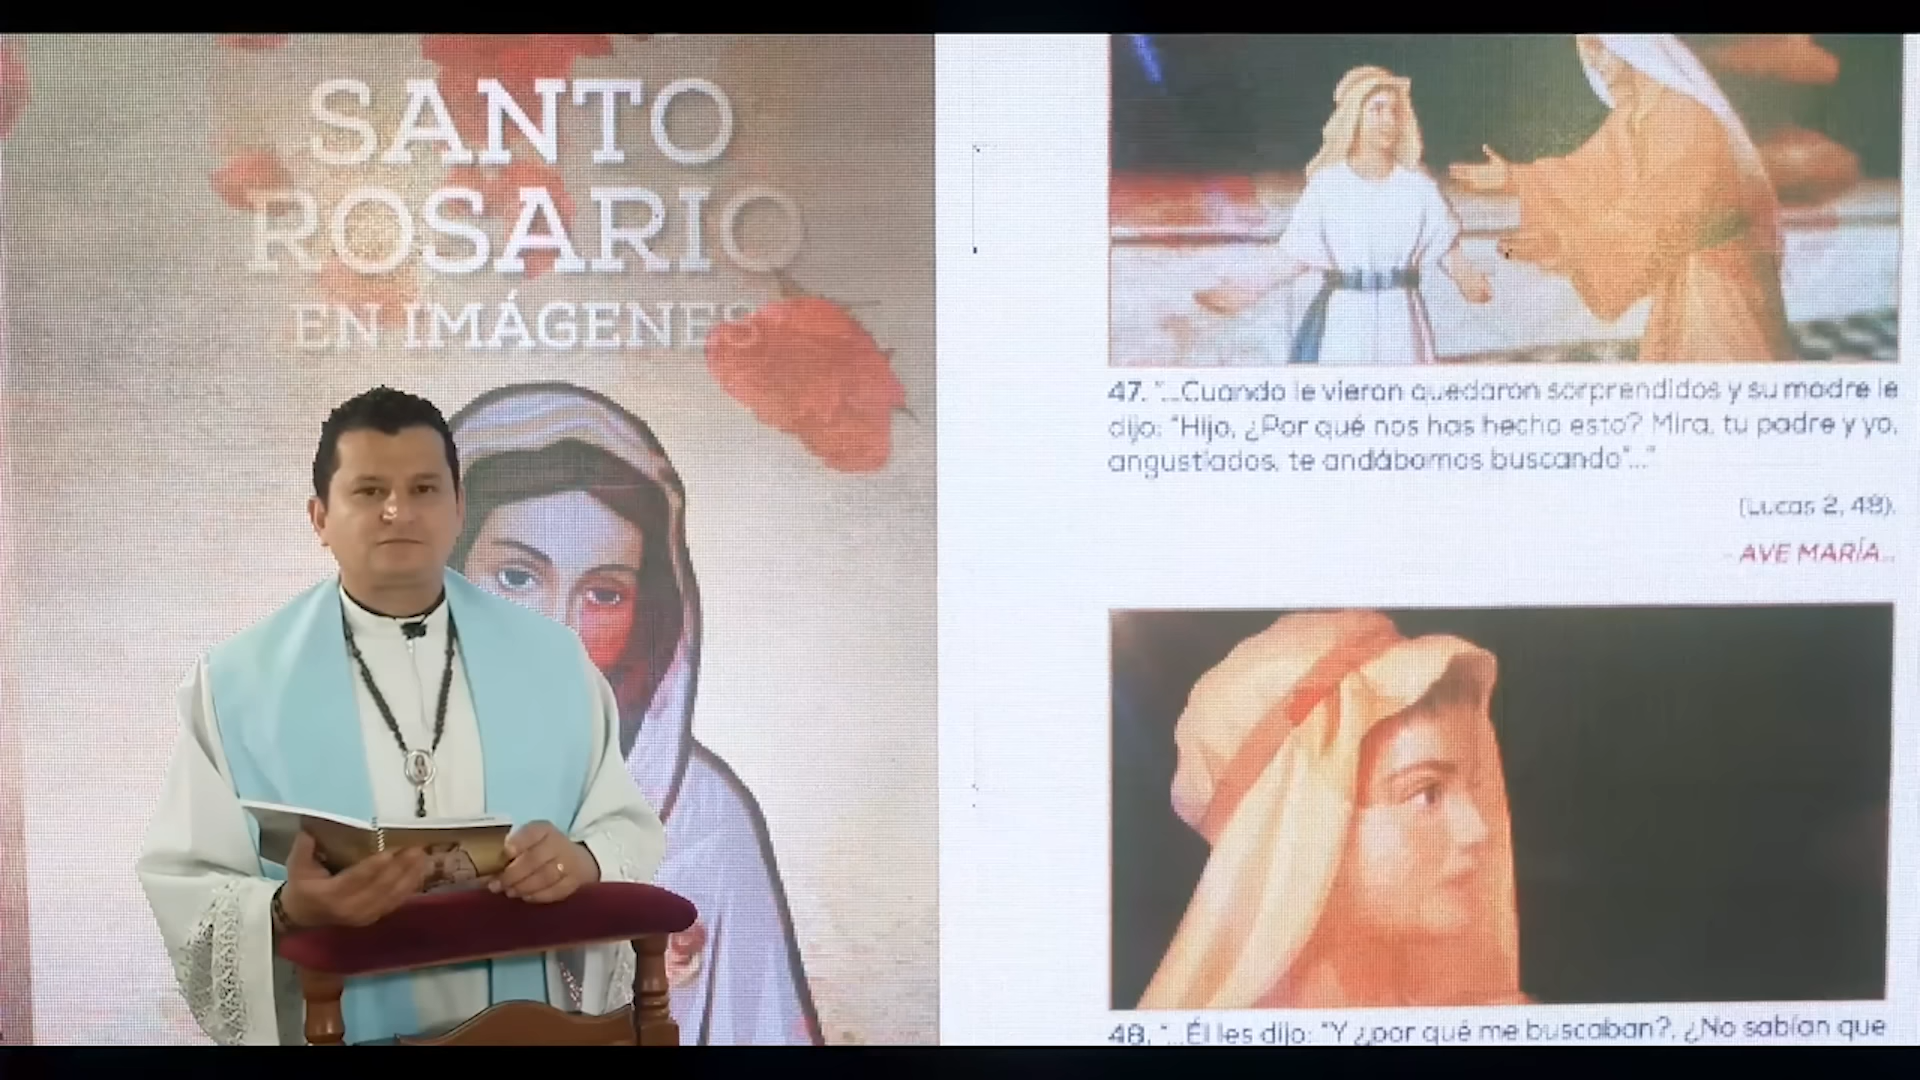 SANTO
ROSARIO
EN IMÁGENES
47. "...Cuando le vieron quedaron sorprendidos y su madre le
dijo: "Hijo, ¿Por qué nos has hecho esto? Mira, tu padre y yo,
angustiados, te andábamos buscando"..."
(Lucas 2, 48).
- AVE MARÍA...
48. "...Él les dijo: "Y ¿por qué me buscaban?, ¿No sabían que